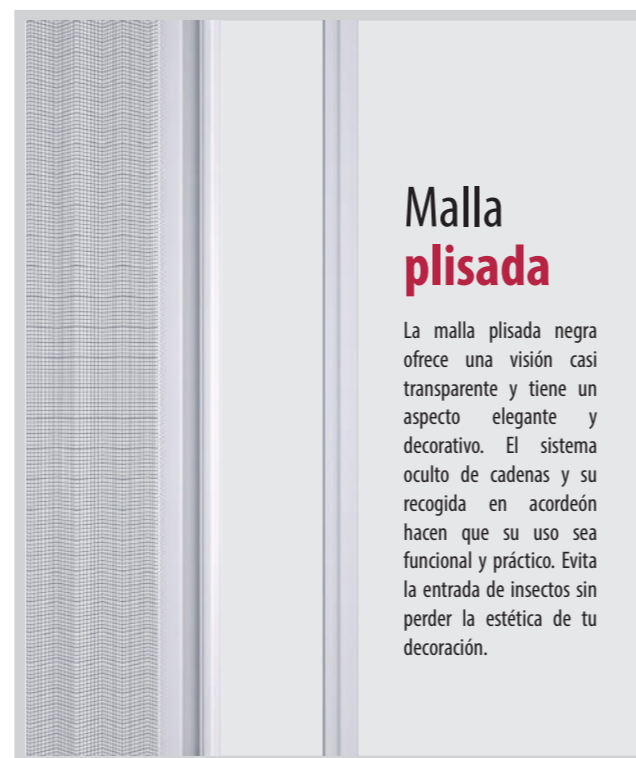 Malla
plisada
La malla plisada negra
ofrece una visión casi
transparente y tiene un
aspecto elegante y
decorativo. El sistema
oculto de cadenas y su
recogida en acordeón
hacen que su uso sea
funcional y práctico. Evita
la entrada de insectos sin
perder la estética de tu
decoración.